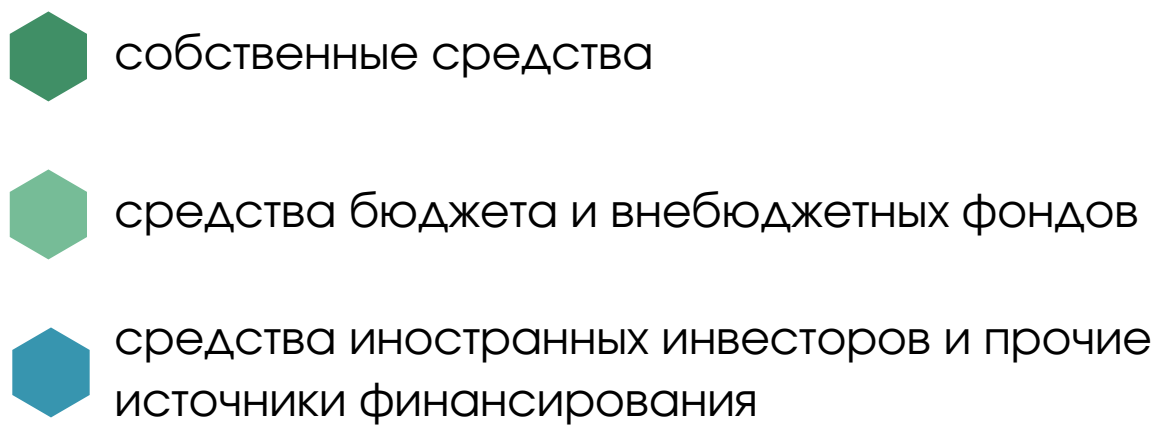 собственные средства
средства бюджета и внебюджетных фондов
средства иностранных инвесторов и прочие
источники финансирования